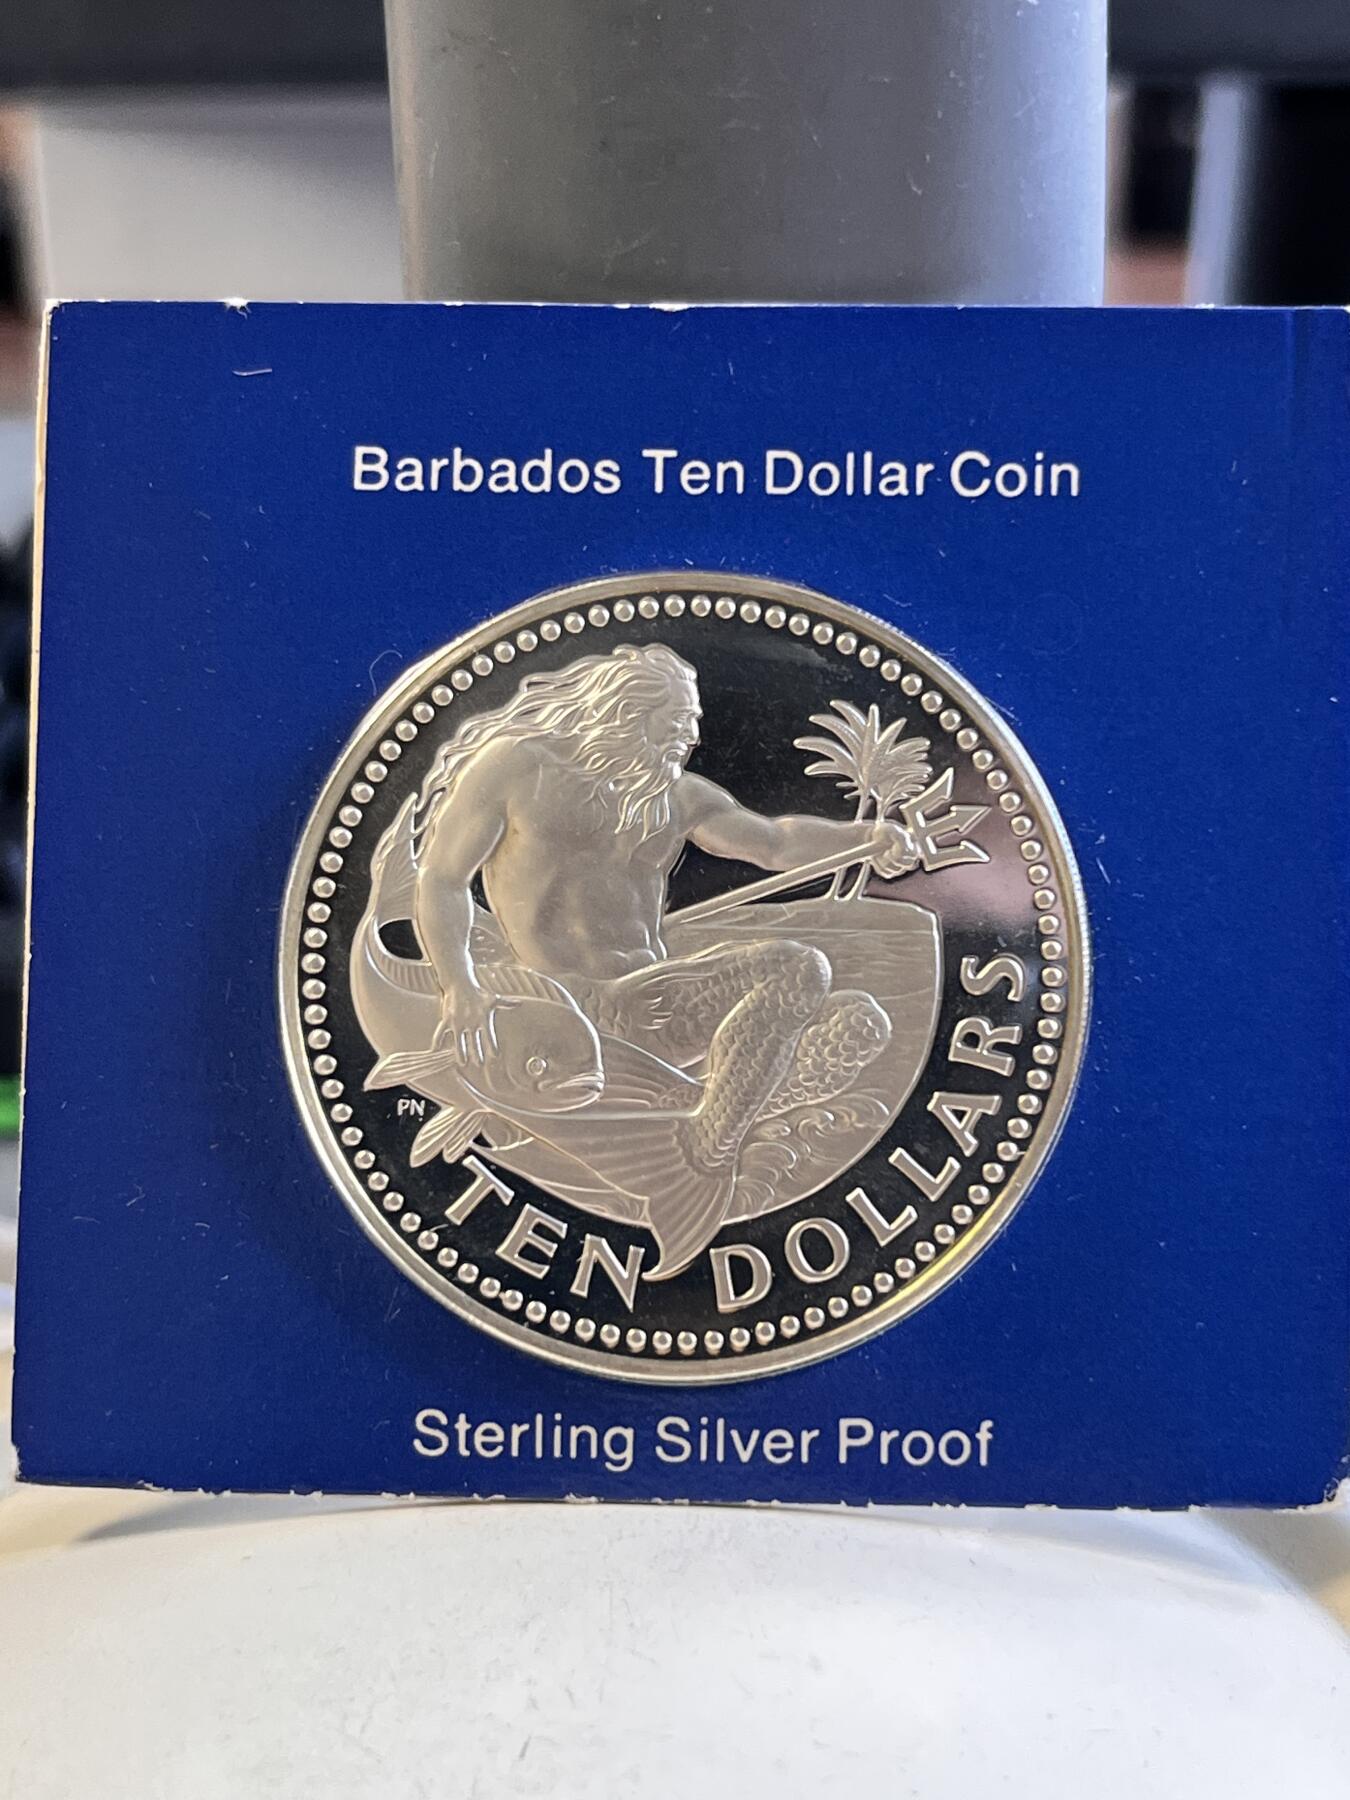 Barbados Ten Dollar Coin
PN
TEN DOLLARS
Sterling Silver Proof